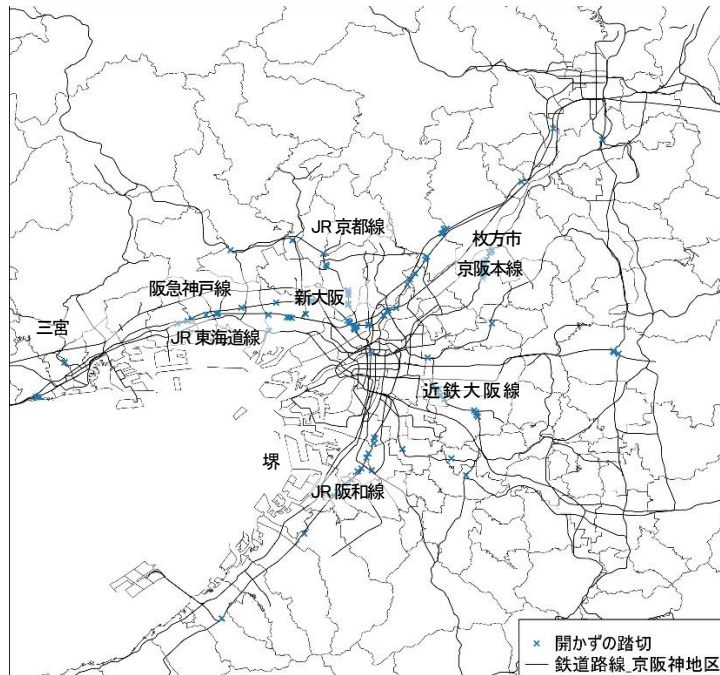 JR 京都線
枚方市
京阪本線
阪急神戸線
新大阪
三宮
JR 東海道線
近鉄大阪線
堺
JR 阪和線
開かずの踏切
鉄道路線_京阪神地区